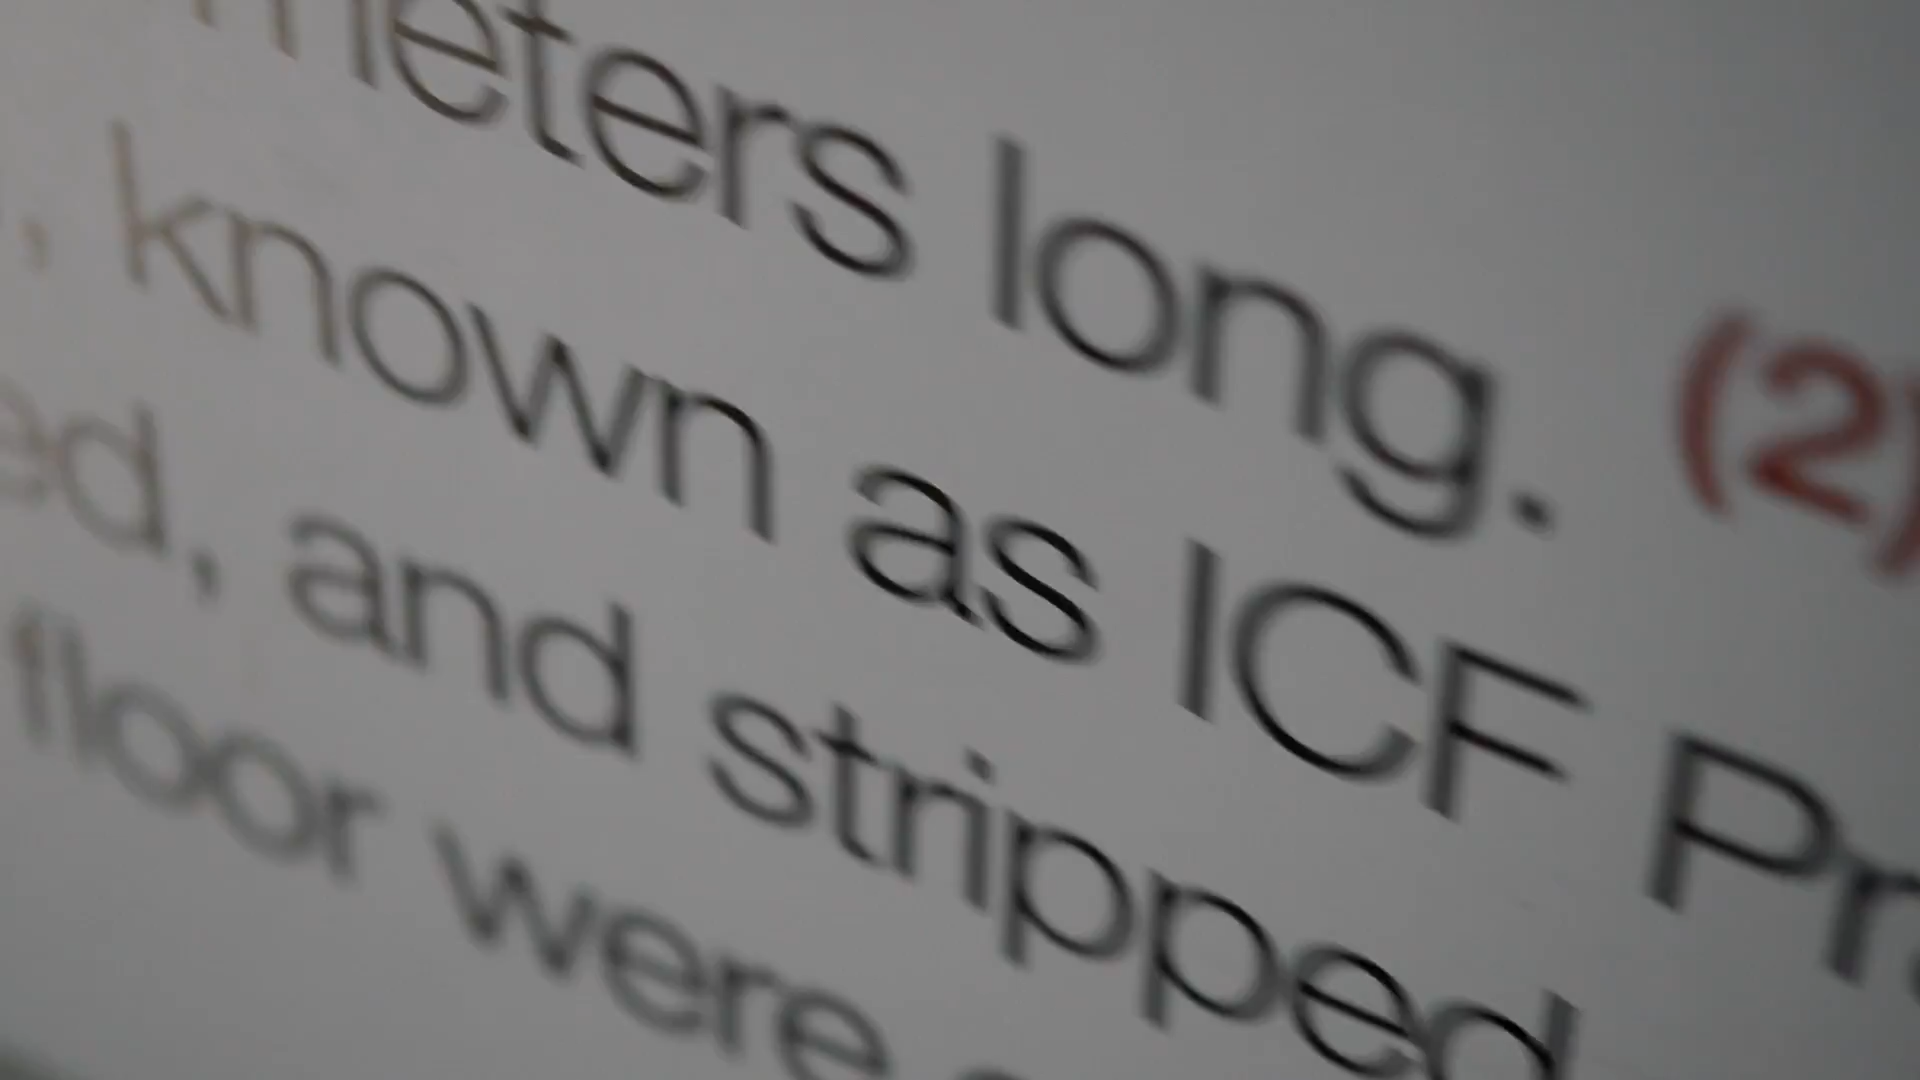 meters long. (2)
, known as ICF Pr
ed, and stripped
floor were